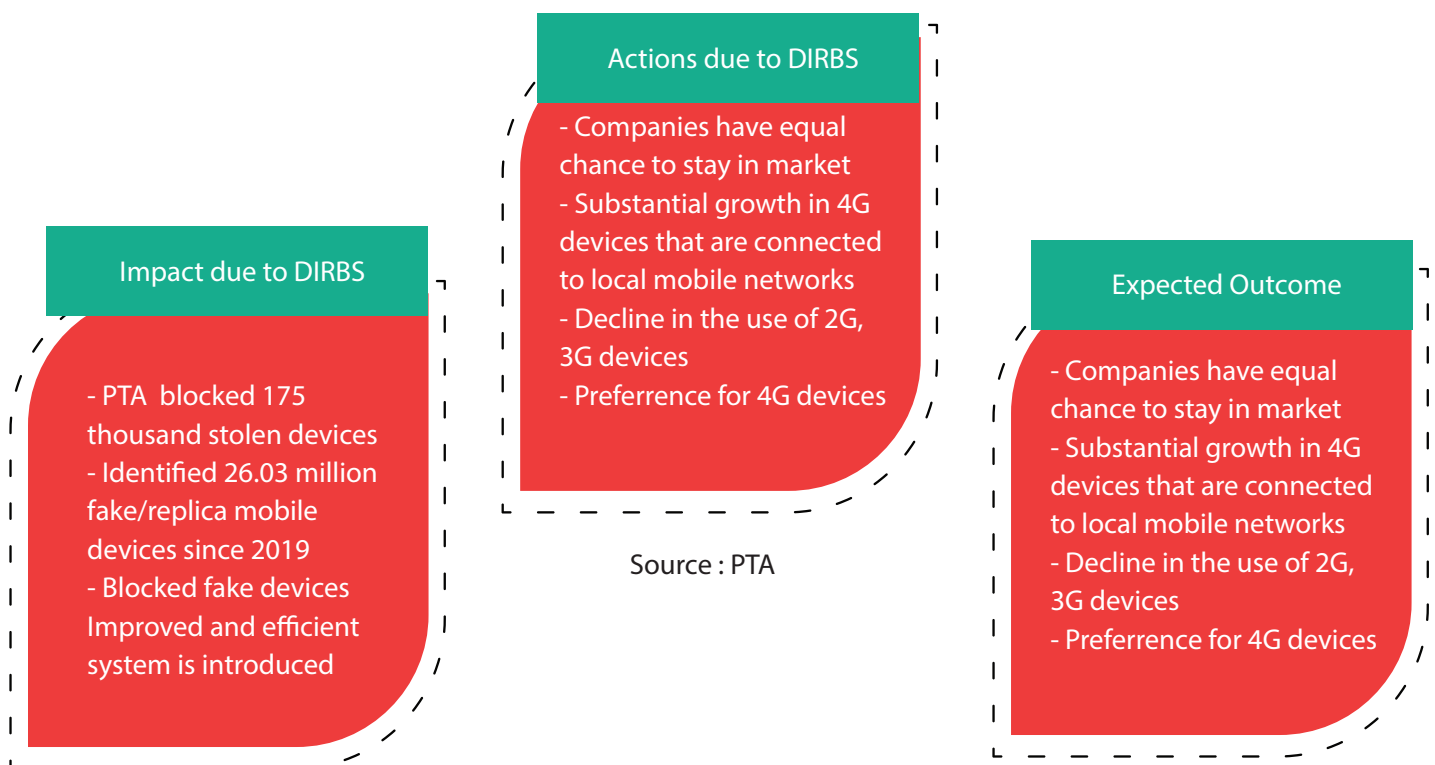 Impact due to DIRBS
- PTA  blocked 175
thousand stolen devices
- Identified 26.03 million
fake/replica mobile
devices since 2019
- Blocked fake devices
Improved and efficient
system is introduced
Actions due to DIRBS
- Companies have equal
chance to stay in market
- Substantial growth in 4G
devices that are connected
to local mobile networks
- Decline in the use of 2G,
3G devices
- Preferrence for 4G devices
Source : PTA
Expected Outcome
- Companies have equal
chance to stay in market
- Substantial growth in 4G
devices that are connected
to local mobile networks
- Decline in the use of 2G,
3G devices
- Preferrence for 4G devices